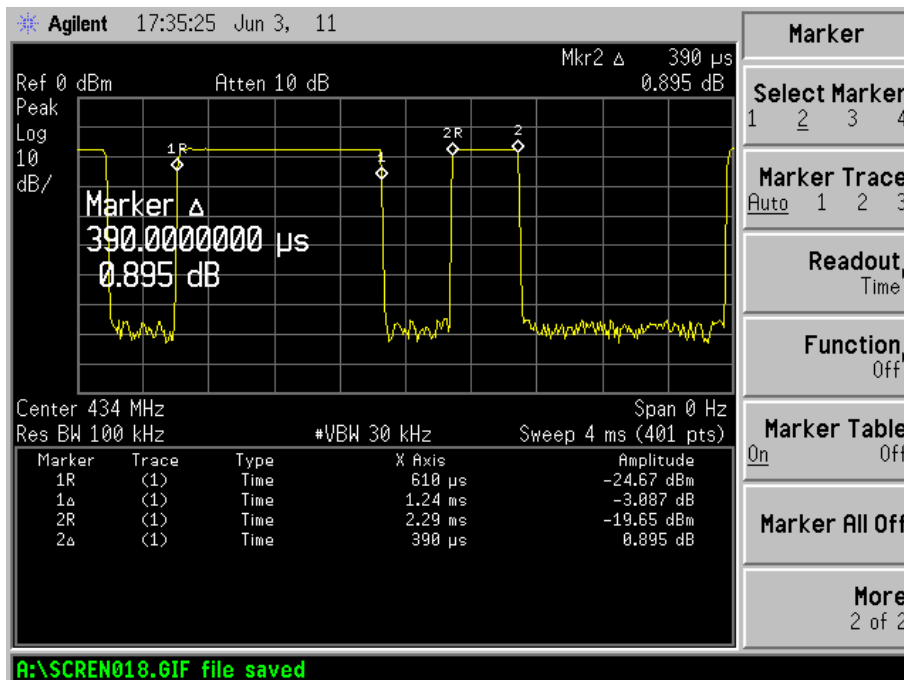 Agilent 17:35:25 Jun 3, 11
Mkr2 Δ 390 µs
Ref 0 dBm Atten 10 dB 0.895 dB
Peak
Log
10
dB/
1R
1
2R
2
Marker Δ
390.0000000 µs
0.895 dB
Center 434 MHz Span 0 Hz
Res BW 100 kHz #VBW 30 kHz Sweep 4 ms (401 pts)
Marker Trace Type X Axis Amplitude
1R (1) Time 610 µs -24.67 dBm
1Δ (1) Time 1.24 ms -3.087 dB
2R (1) Time 2.29 ms -19.65 dBm
2Δ (1) Time 390 µs 0.895 dB
A:\SCREN018.GIF file saved
Marker
Select Marker
1 2 3 4
Marker Trace
Auto 1 2 3
Readout
Time
Function
Off
Marker Table
On Off
Marker All Off
More
2 of 2